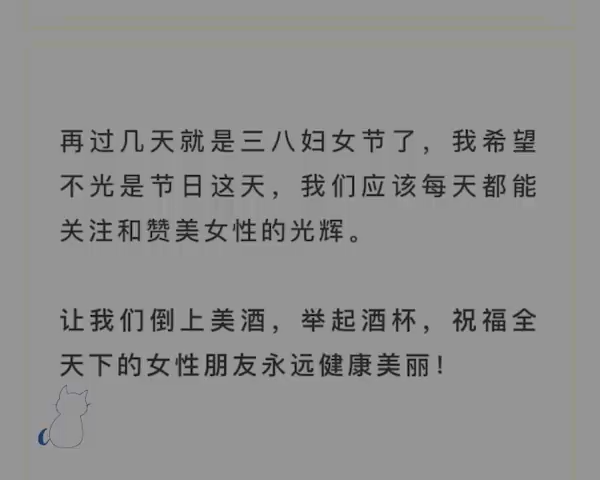 再过几天就是三八妇女节了，我希望
不光是节日这天，我们应该每天都能
关注和赞美女性的光辉。
让我们倒上美酒，举起酒杯，祝福全
天下的女性朋友永远健康美丽！